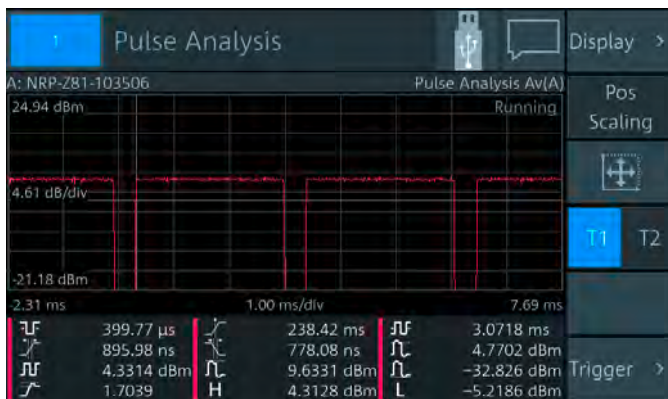 1 Pulse Analysis Display >
A: NRP-Z81-103506 Pulse Analysis Av(A)
24.94 dBm Running
Pos
Scaling
4.61 dB/div
T1 T2
-21.18 dBm
-2.31 ms 1.00 ms/div 7.69 ms
399.77 µs 238.42 ms 3.0718 ms
895.98 ns 778.08 ns 4.7702 dBm
4.3314 dBm 9.6331 dBm -32.826 dBm
Trigger >
1.7039 H 4.3128 dBm L -5.2186 dBm